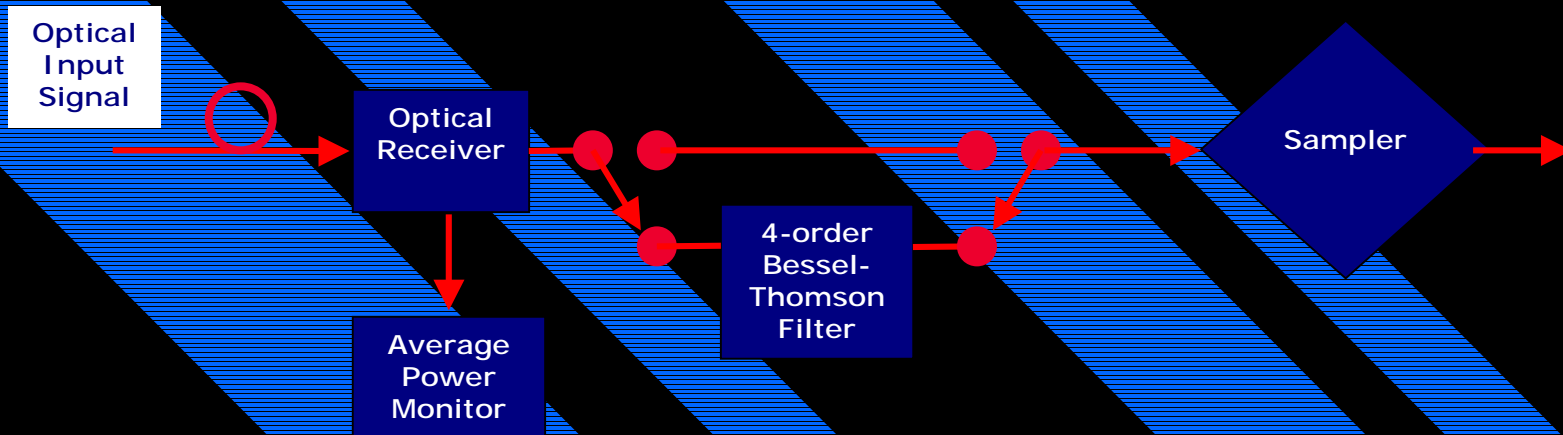 Optical
Input
Signal
Optical
Receiver
Sampler
4-order
Bessel-
Thomson
Filter
Average
Power
Monitor